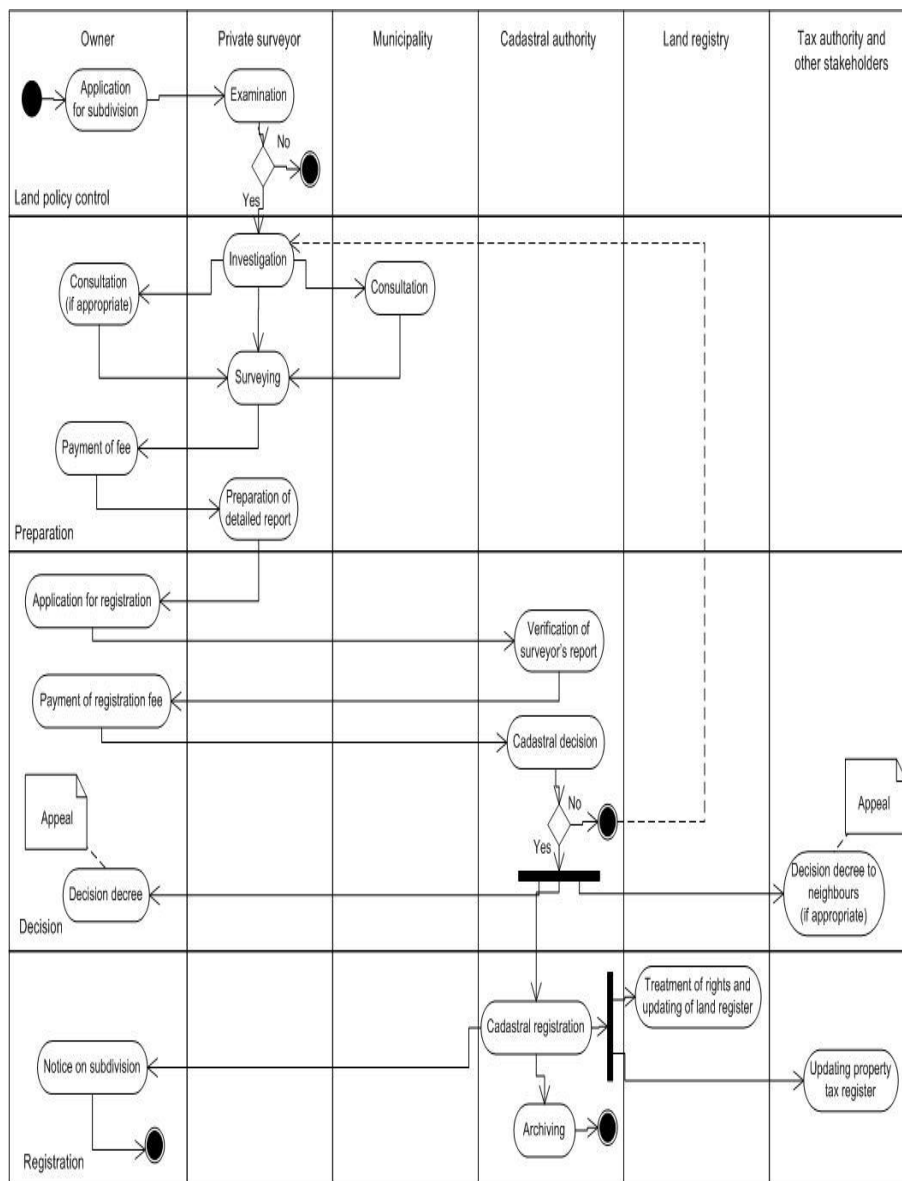 Owner
Private surveyor
Municipality
Cadastral authority
Land registry
Tax authority and
other stakeholders
Application
for subdivision
Examination
No
Yes
Land policy control
Investigation
Consultation
(if appropriate)
Consultation
Surveying
Payment of fee
Preparation of
detailed report
Preparation
Application for registration
Verification of
surveyor's report
Payment of registration fee
Cadastral decision
Appeal
No
Appeal
Yes
Decision decree
Decision decree to
neighbours
(if appropriate)
Decision
Treatment of rights and
updating of land register
Cadastral registration
Notice on subdivision
Updating property
tax register
Archiving
Registration